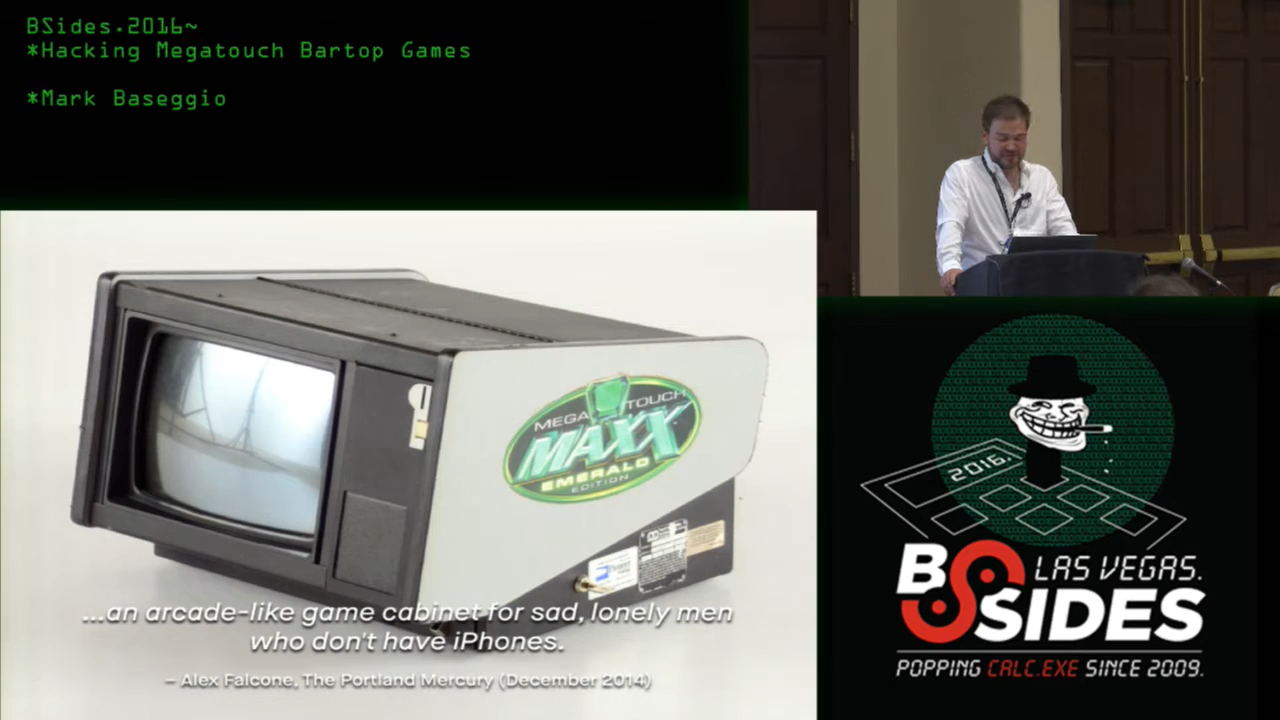 BSides.2016~
*Hacking Megatouch Bartop Games
*Mark Baseggio
MEGA TOUCH
MAXX
EMERALD
EDITION
...an arcade-like game cabinet for sad, lonely men
who don't have iPhones.
– Alex Falcone, The Portland Mercury (December 2014)
2016.
BSIDES
LAS VEGAS.
POPPING CALC.EXE SINCE 2009.